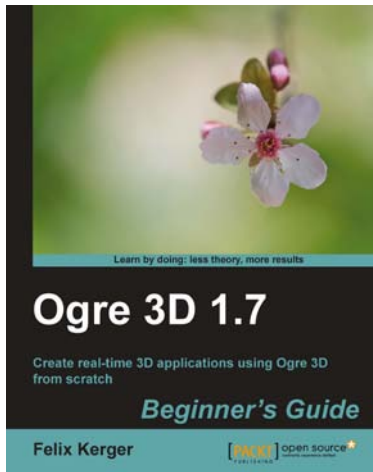 Learn by doing: less theory, more results
Ogre 3D 1.7
Create real-time 3D applications using Ogre 3D
from scratch
Beginner's Guide
Felix Kerger
[PACKT] open source
PUBLISHING